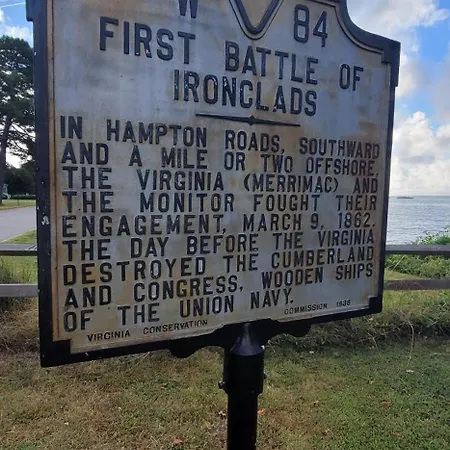 W 84
FIRST BATTLE OF
IRONCLADS
IN HAMPTON ROADS, SOUTHWARD
AND A MILE OR TWO OFFSHORE,
THE VIRGINIA (MERRIMAC) AND
THE MONITOR FOUGHT THEIR
ENGAGEMENT, MARCH 9, 1862.
THE DAY BEFORE THE VIRGINIA
DESTROYED THE CUMBERLAND
AND CONGRESS, WOODEN SHIPS
OF THE UNION NAVY.
VIRGINIA CONSERVATION COMMISSION 1938